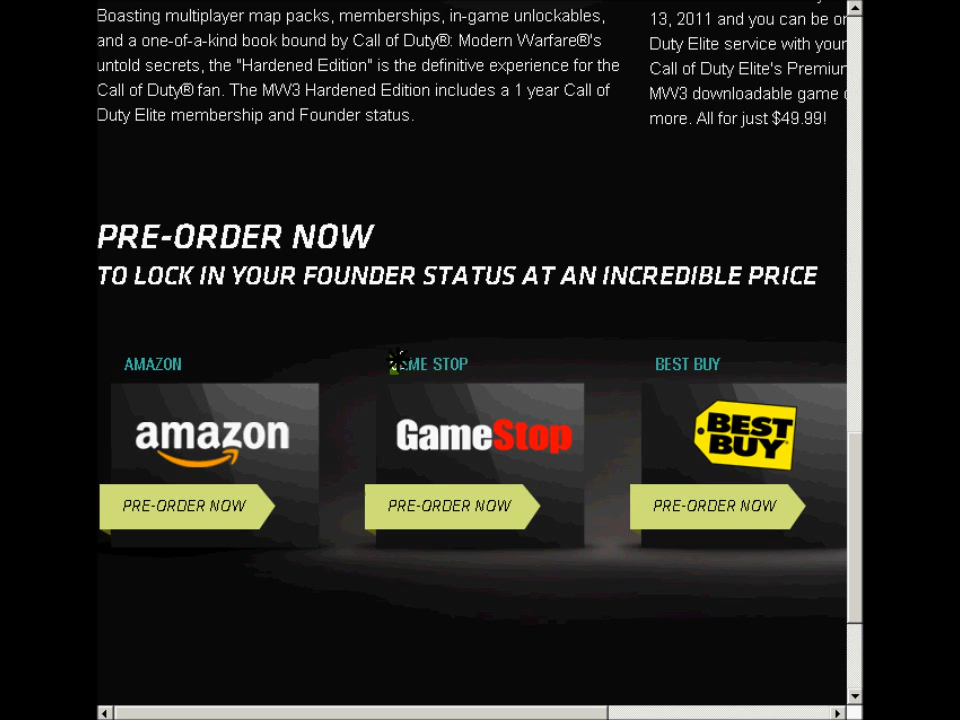 Boasting multiplayer map packs, memberships, in-game unlockables,
and a one-of-a-kind book bound by Call of Duty®: Modern Warfare®'s
untold secrets, the "Hardened Edition" is the definitive experience for the
Call of Duty® fan. The MW3 Hardened Edition includes a 1 year Call of
Duty Elite membership and Founder status.
13, 2011 and you can be
Duty Elite service with your
Call of Duty Elite's
MW3 downloadable game
more. All for just $49.99!
PRE-ORDER NOW
TO LOCK IN YOUR FOUNDER STATUS AT AN INCREDIBLE PRICE
AMAZON
GAME STOP
BEST BUY
amazon
GameStop
BEST
BUY
PRE-ORDER NOW
PRE-ORDER NOW
PRE-ORDER NOW